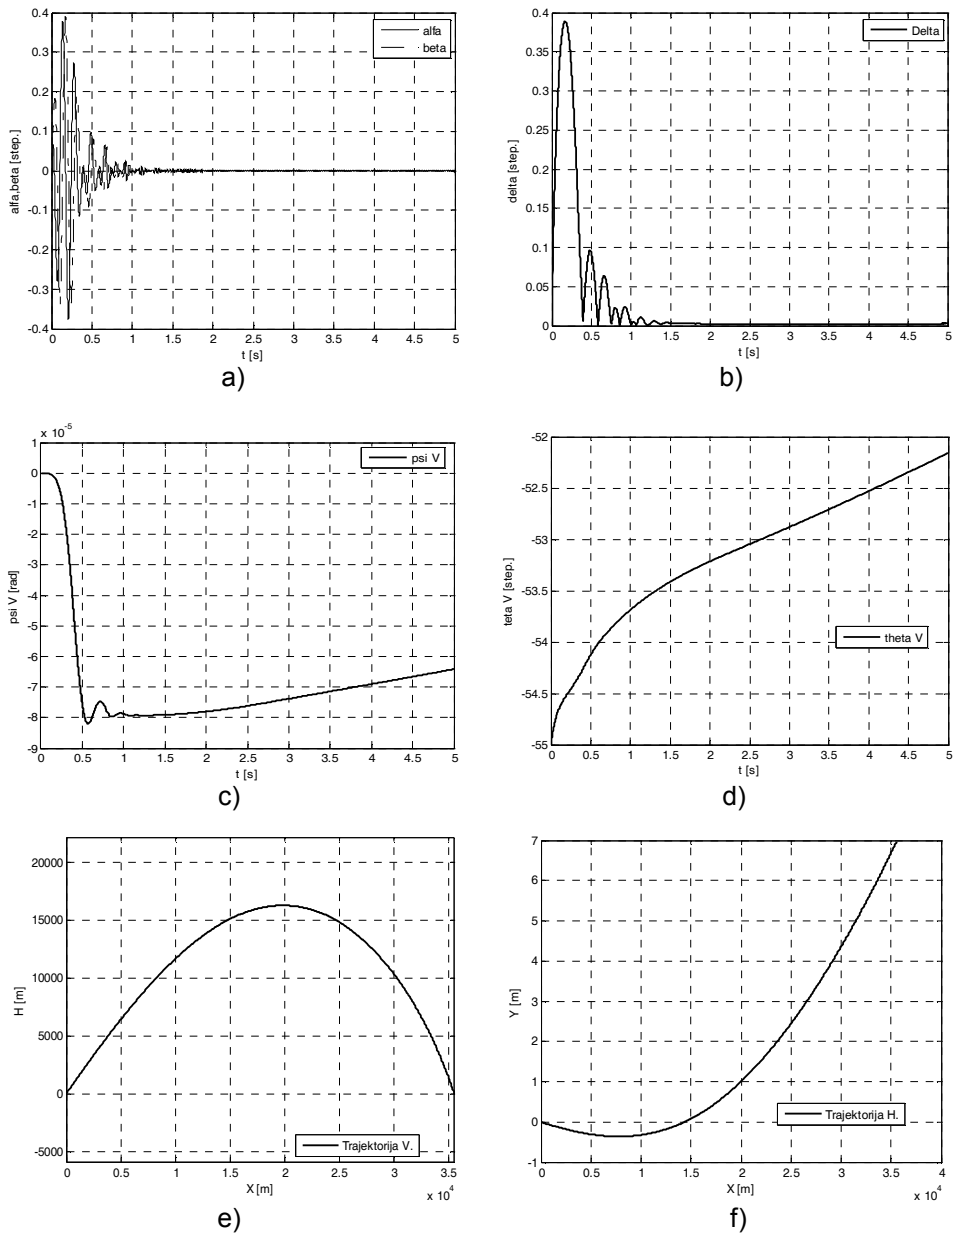 0.4
0.3
0.2
0.1
0
-0.1
-0.2
-0.3
-0.4
alfa,beta [step.]
alfa
beta
0 0.5 1 1.5 2 2.5 3 3.5 4 4.5 5
t [s]
a)
0.4
0.35
0.3
0.25
0.2
0.15
0.1
0.05
0
delta [step.]
Delta
0 0.5 1 1.5 2 2.5 3 3.5 4 4.5 5
t [s]
b)
x 10⁻⁵
1
0
-1
-2
-3
-4
-5
-6
-7
-8
-9
psi V [rad]
psi V
0 0.5 1 1.5 2 2.5 3 3.5 4 4.5 5
t [s]
c)
-52
-52.5
-53
-53.5
-54
-54.5
-55
teta V [step.]
theta V
0 0.5 1 1.5 2 2.5 3 3.5 4 4.5 5
t [s]
d)
20000
15000
10000
5000
0
-5000
H [m]
Trajektorija V.
0 0.5 1 1.5 2 2.5 3 3.5
X [m]
x 10⁴
e)
7
6
5
4
3
2
1
0
-1
Y [m]
Trajektorija H.
0 0.5 1 1.5 2 2.5 3 3.5 4
X [m]
x 10⁴
f)